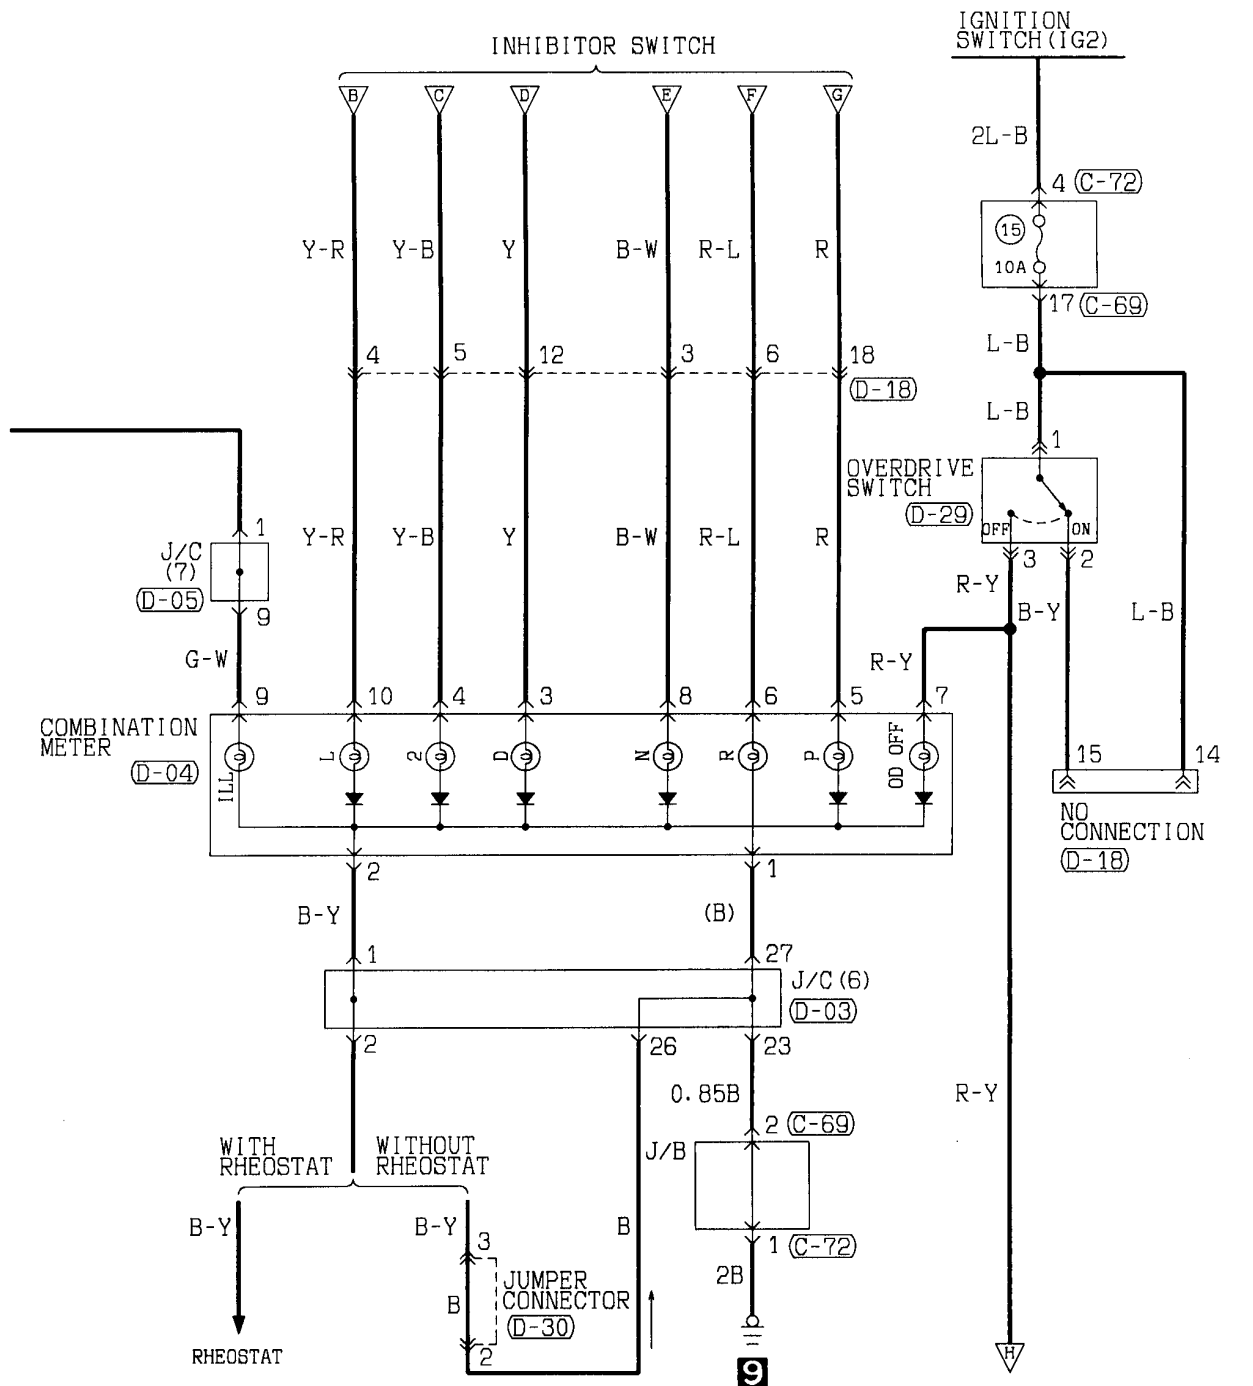 IGNITION
SWITCH(IG2)
INHIBITOR SWITCH
B C D E F G
2L-B
4 C-72
15
10A
17 C-69
Y-R Y-B Y B-W R-L R
L-B
4 5 12 3 6 18
D-18
L-B
1
OVERDRIVE
SWITCH
D-29
OFF ON
3 2
1
J/C
(7)
D-05
9
Y-R Y-B Y B-W R-L R
R-Y
B-Y
L-B
G-W
R-Y
9 10 4 3 8 6 5 7
COMBINATION
METER
D-04
ILL L 2 D N R P OD OFF
15 14
NO
CONNECTION
D-18
2 1
B-Y (B)
1 27
J/C(6)
D-03
2 26 23
0.85B
R-Y
2 C-69
J/B
1 C-72
2B
WITH
RHEOSTAT
WITHOUT
RHEOSTAT
B-Y B-Y B
3
JUMPER
CONNECTOR
D-30
B
2
RHEOSTAT
9
H